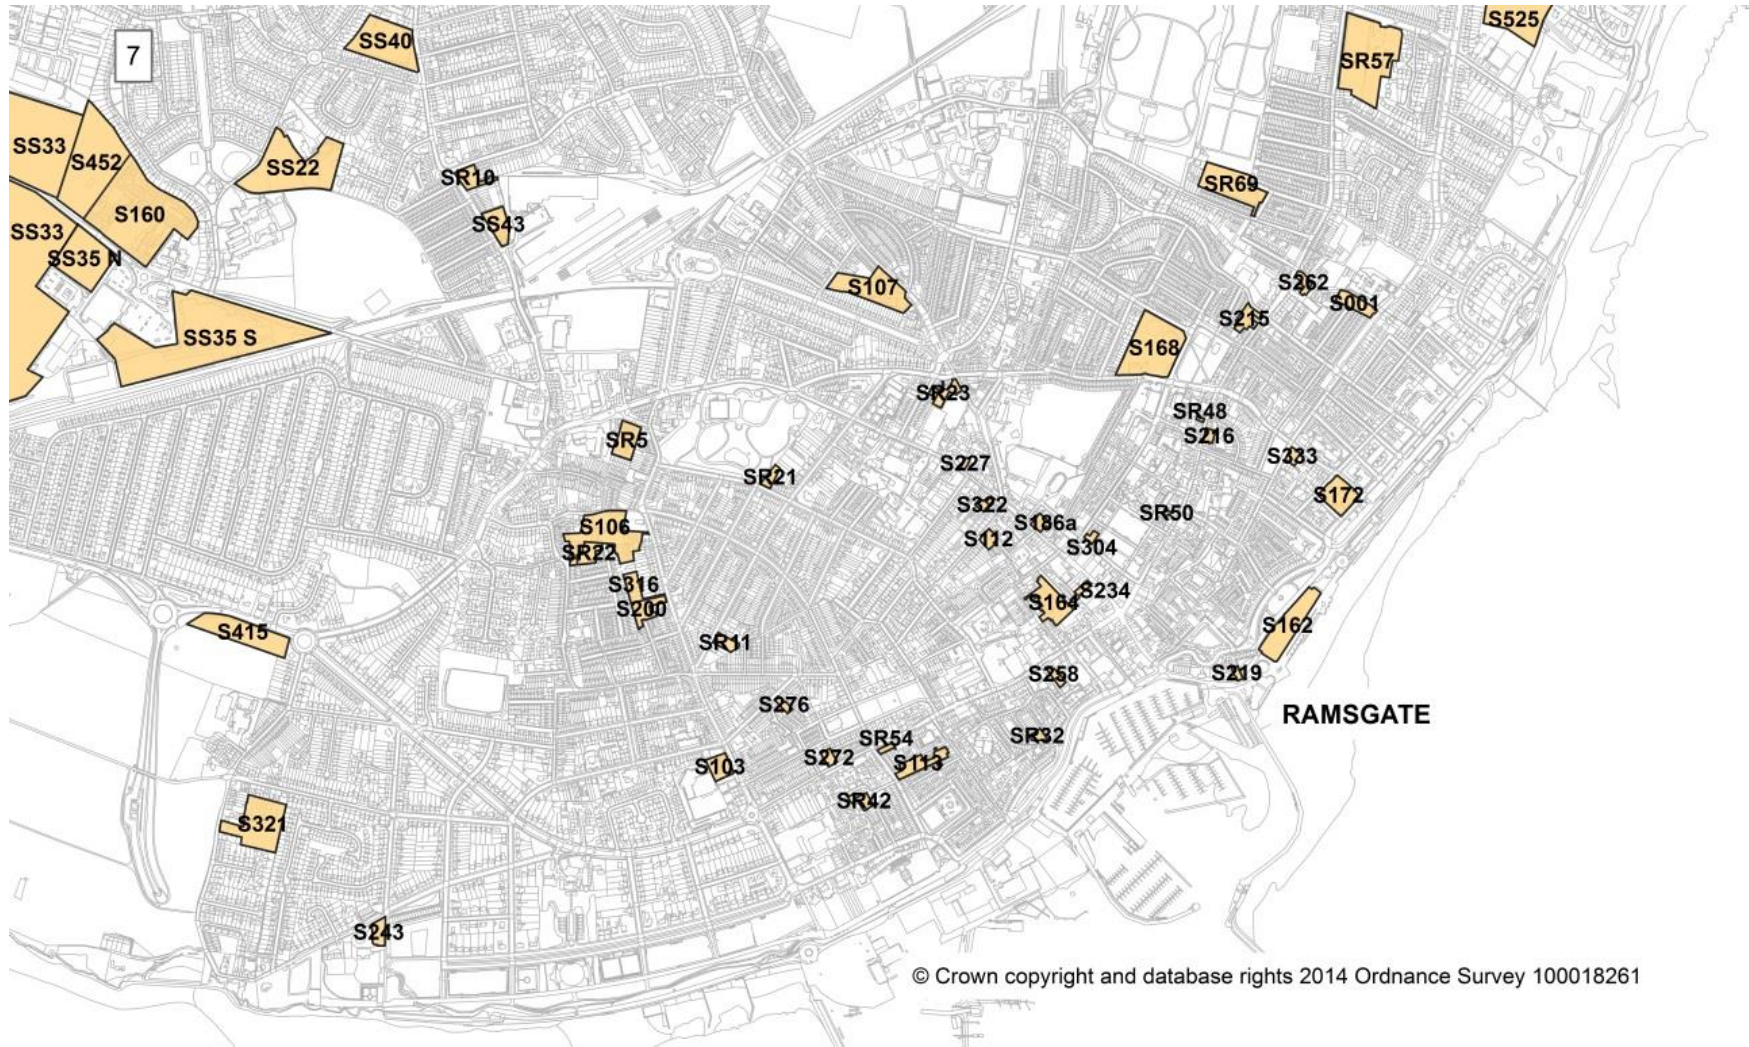 S525
SS40
7
SR57
SS33
S452
SS22
SR10
SR69
S160
SS43
SS33
SS35 N
S262
S107
S001
S215
SS35 S
S168
SR23
SR48
S216
SR5
S333
S227
SR21
S172
S322
SR50
S186a
S106
S112
S304
SR22
S316
S234
S164
S200
S162
S415
SR11
S258
S219
S276
RAMSGATE
SR32
SR54
S272
S113
S103
SR42
S321
S243
© Crown copyright and database rights 2014 Ordnance Survey 100018261